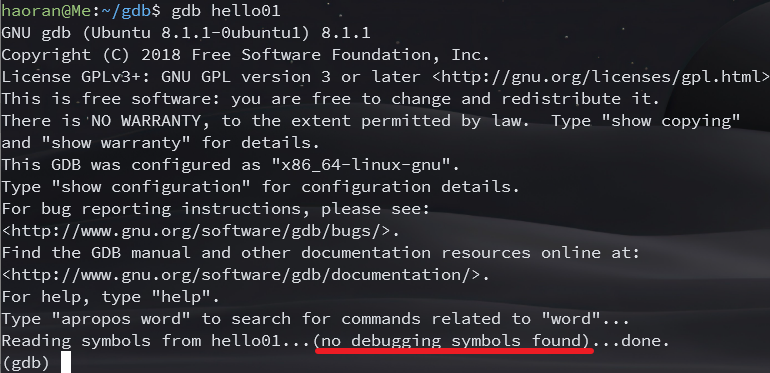 haoran@Me:~/gdb$ gdb hello01
GNU gdb (Ubuntu 8.1.1-0ubuntu1) 8.1.1
Copyright (C) 2018 Free Software Foundation, Inc.
License GPLv3+: GNU GPL version 3 or later <http://gnu.org/licenses/gpl.html>
This is free software: you are free to change and redistribute it.
There is NO WARRANTY, to the extent permitted by law.  Type "show copying"
and "show warranty" for details.
This GDB was configured as "x86_64-linux-gnu".
Type "show configuration" for configuration details.
For bug reporting instructions, please see:
<http://www.gnu.org/software/gdb/bugs/>.
Find the GDB manual and other documentation resources online at:
<http://www.gnu.org/software/gdb/documentation/>.
For help, type "help".
Type "apropos word" to search for commands related to "word"...
Reading symbols from hello01...(no debugging symbols found)...done.
(gdb)